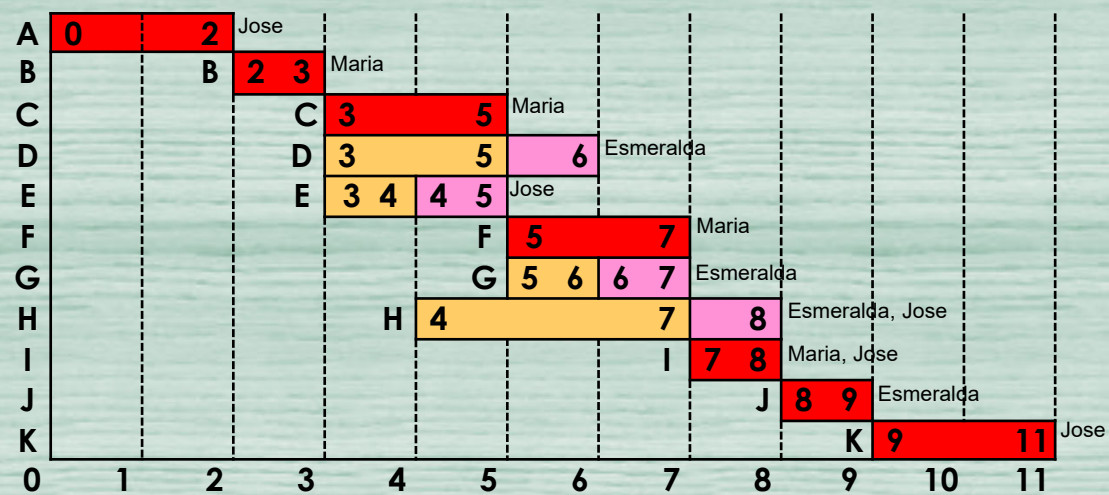 A 0 2 Jose
B B 2 3 Maria
C C 3 5 Maria
D D 3 5 6 Esmeralda
E E 3 4 4 5 Jose
F F 5 7 Maria
G G 5 6 6 7 Esmeralda
H H 4 7 8 Esmeralda, Jose
I I 7 8 Maria, Jose
J J 8 9 Esmeralda
K K 9 11 Jose
0 1 2 3 4 5 6 7 8 9 10 11